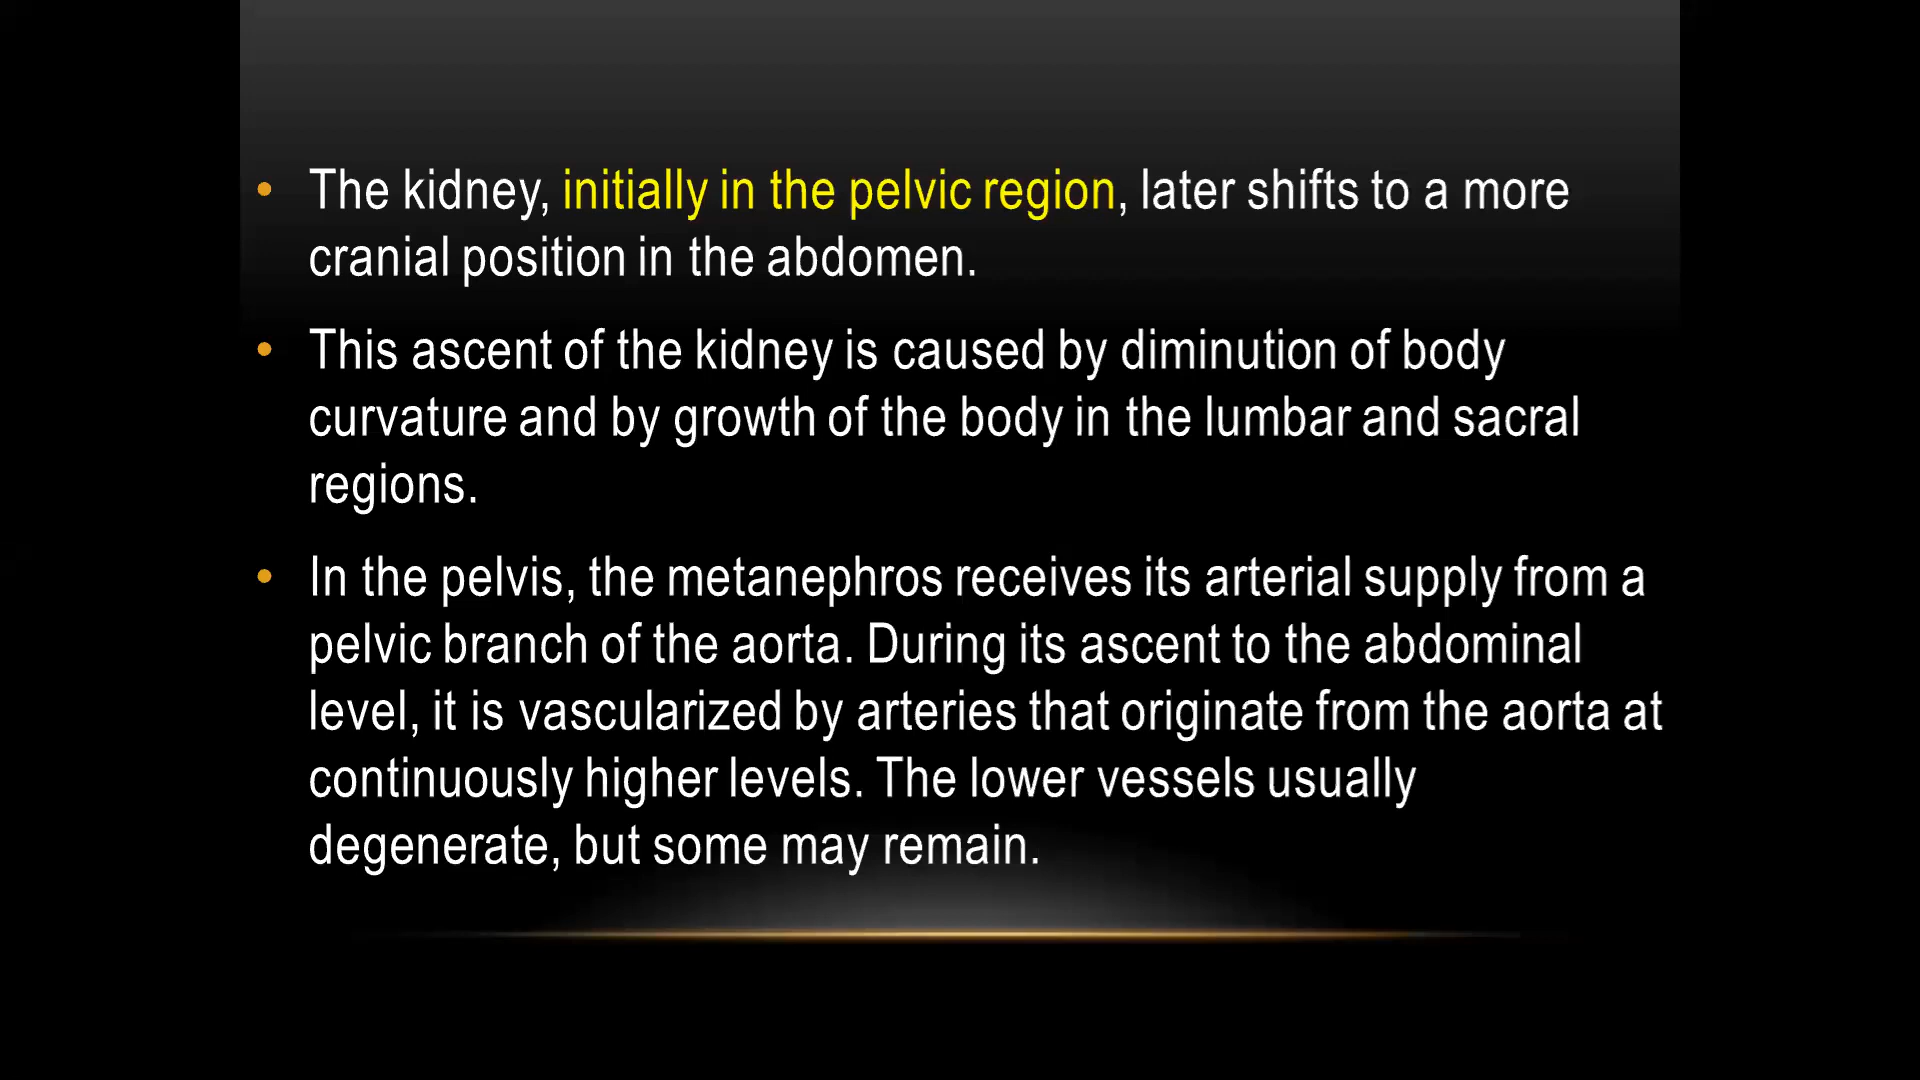 • The kidney, initially in the pelvic region, later shifts to a more
cranial position in the abdomen.
• This ascent of the kidney is caused by diminution of body
curvature and by growth of the body in the lumbar and sacral
regions.
• In the pelvis, the metanephros receives its arterial supply from a
pelvic branch of the aorta. During its ascent to the abdominal
level, it is vascularized by arteries that originate from the aorta at
continuously higher levels. The lower vessels usually
degenerate, but some may remain.